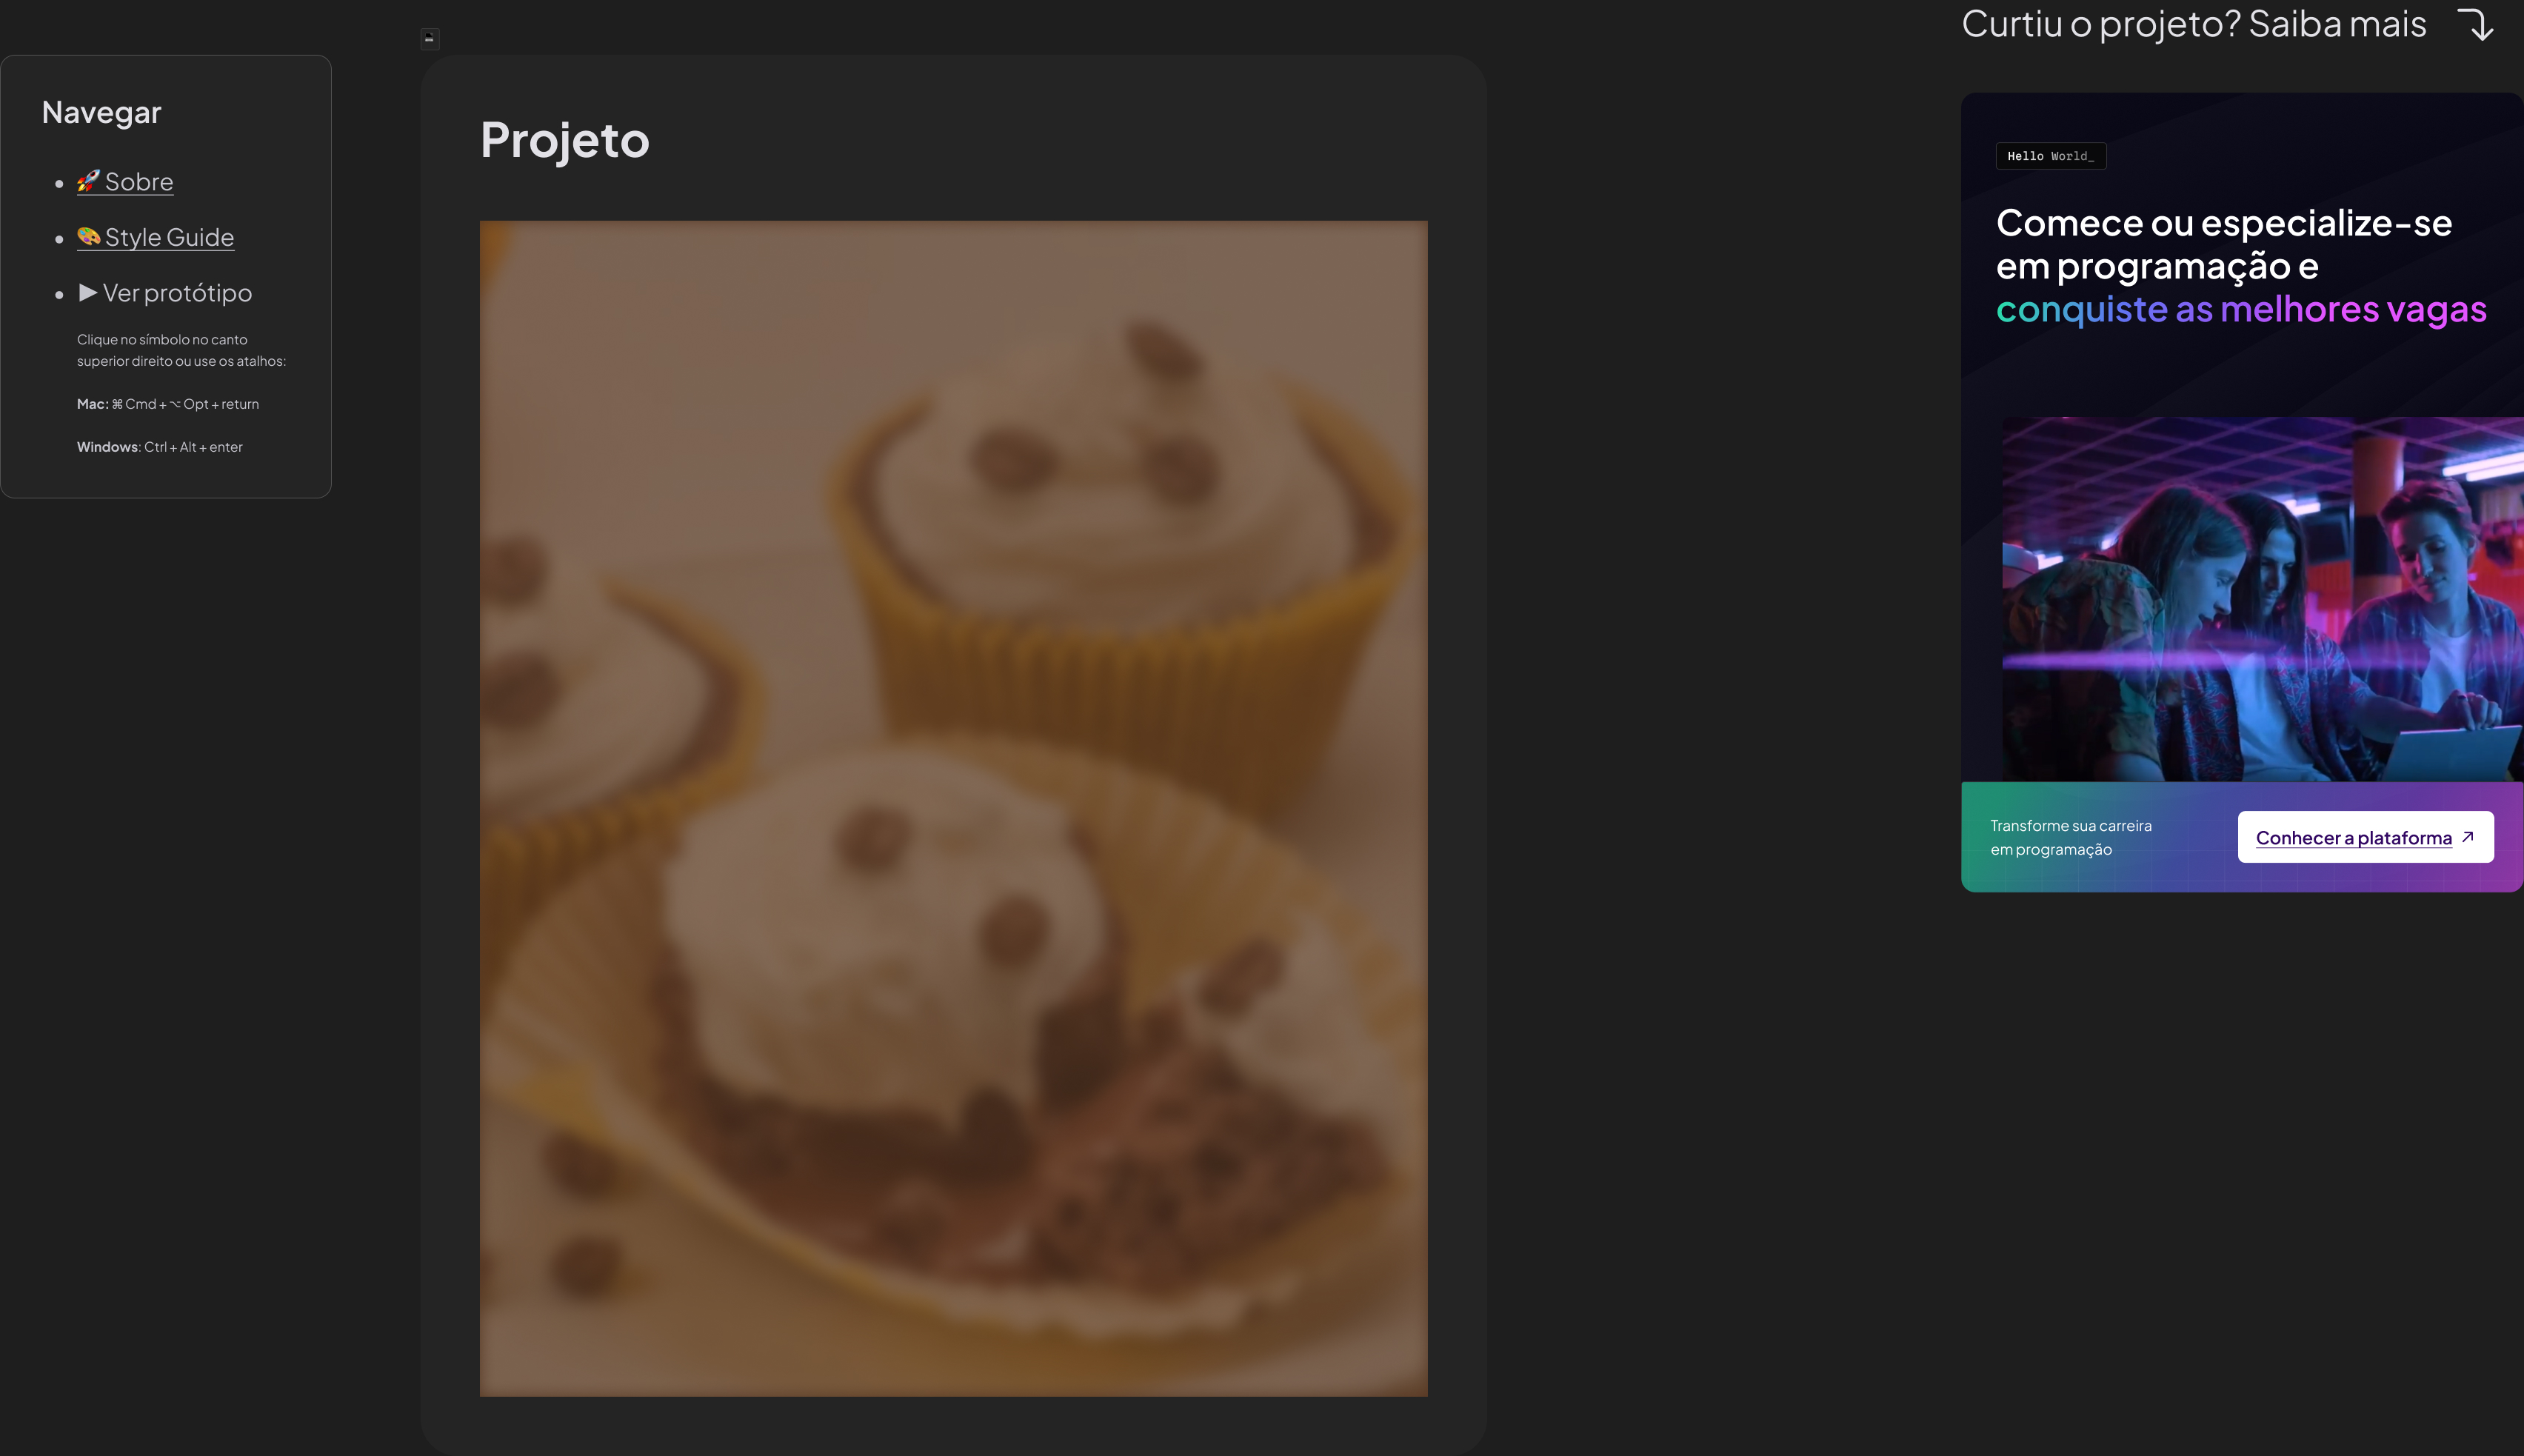 Navegar
🚀 Sobre
🎨 Style Guide
▶ Ver protótipo
Clique no símbolo no canto
superior direito ou use os atalhos:
Mac: ⌘ Cmd + ⌥ Opt + return
Windows: Ctrl + Alt + enter
Projeto
Curtiu o projeto? Saiba mais
Hello World_
Comece ou especialize-se
em programação e
conquiste as melhores vagas
Transforme sua carreira
em programação
Conhecer a plataforma